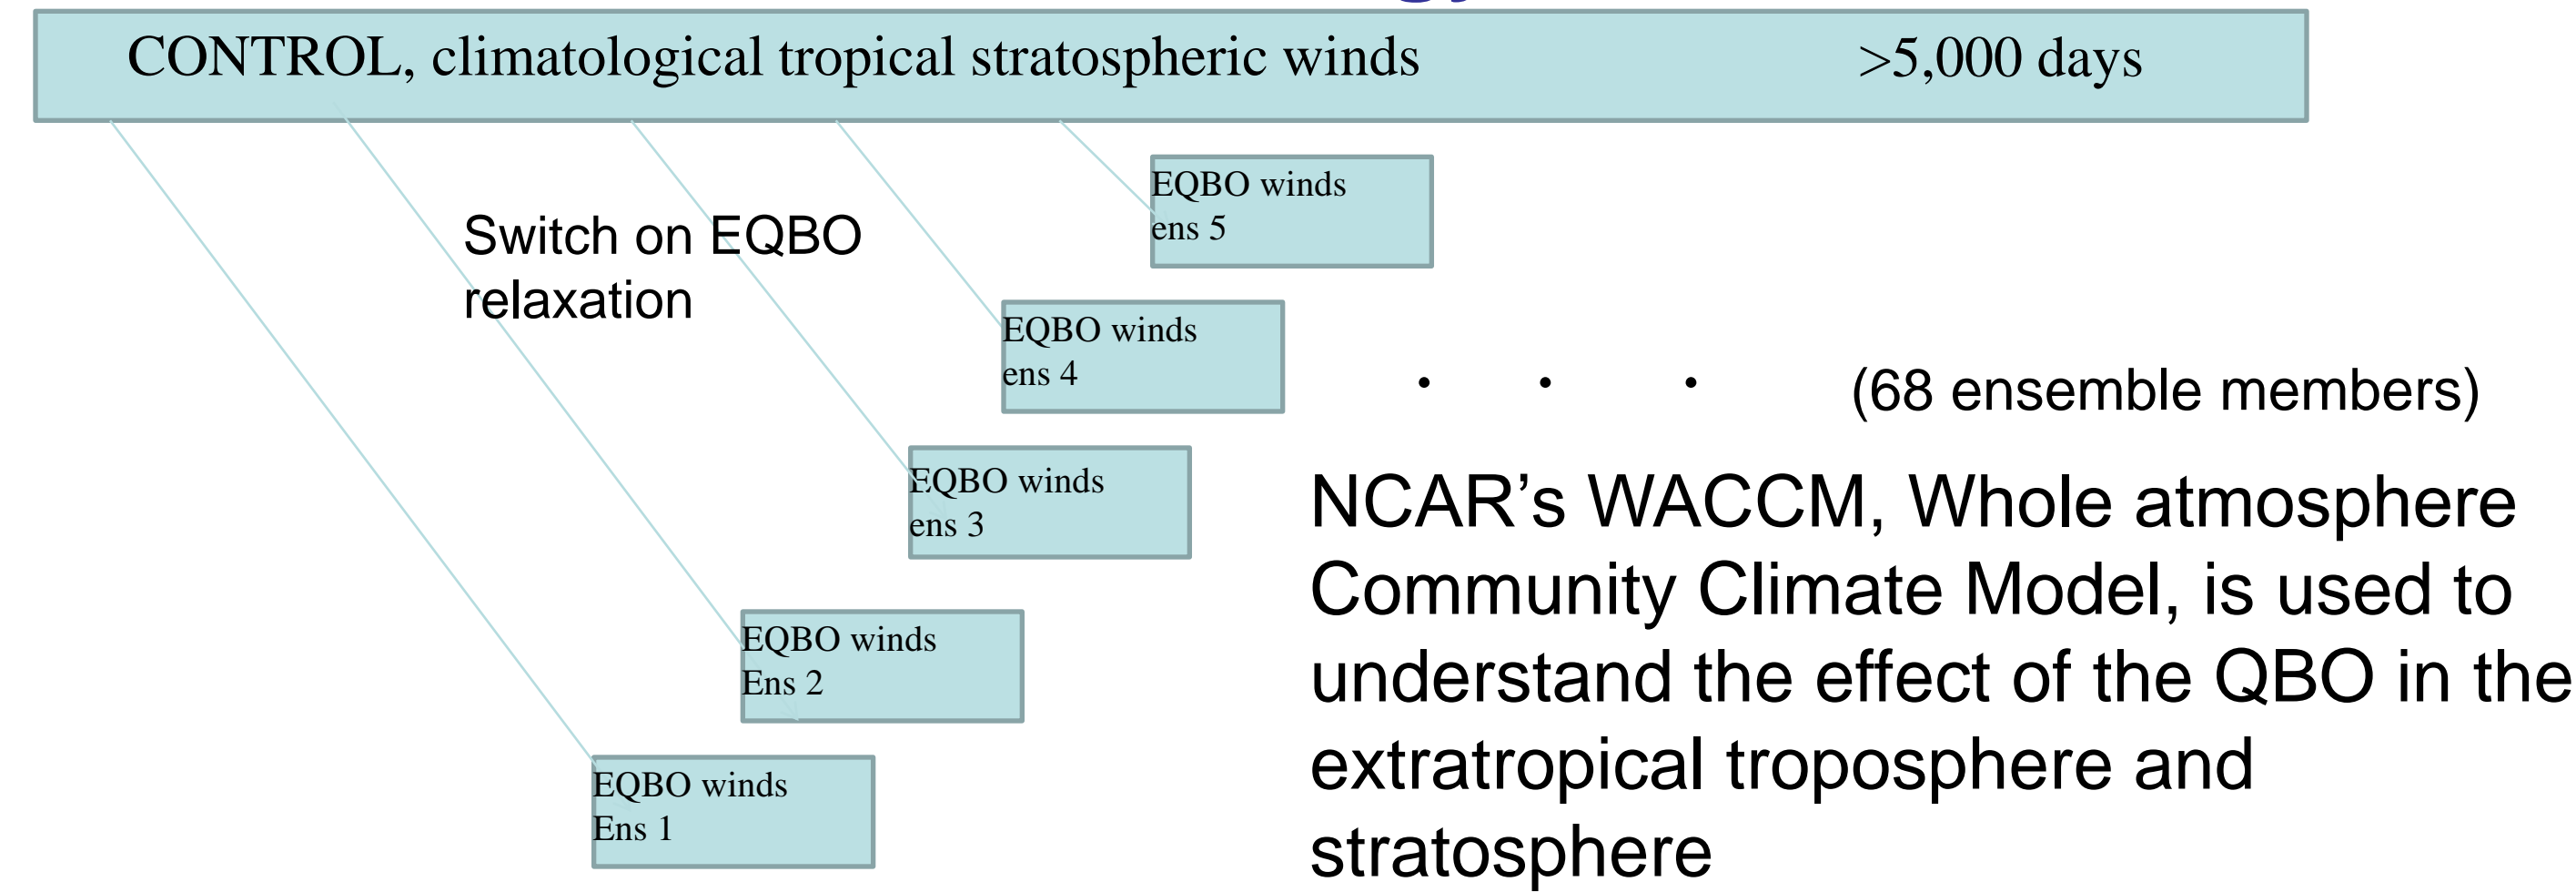 CONTROL, climatological tropical stratospheric winds >5,000 days
EQBO winds
ens 5
Switch on EQBO
relaxation
EQBO winds
ens 4
. . . (68 ensemble members)
EQBO winds
ens 3
NCAR’s WACCM, Whole atmosphere
Community Climate Model, is used to
understand the effect of the QBO in the
extratropical troposphere and
stratosphere
EQBO winds
Ens 2
EQBO winds
Ens 1